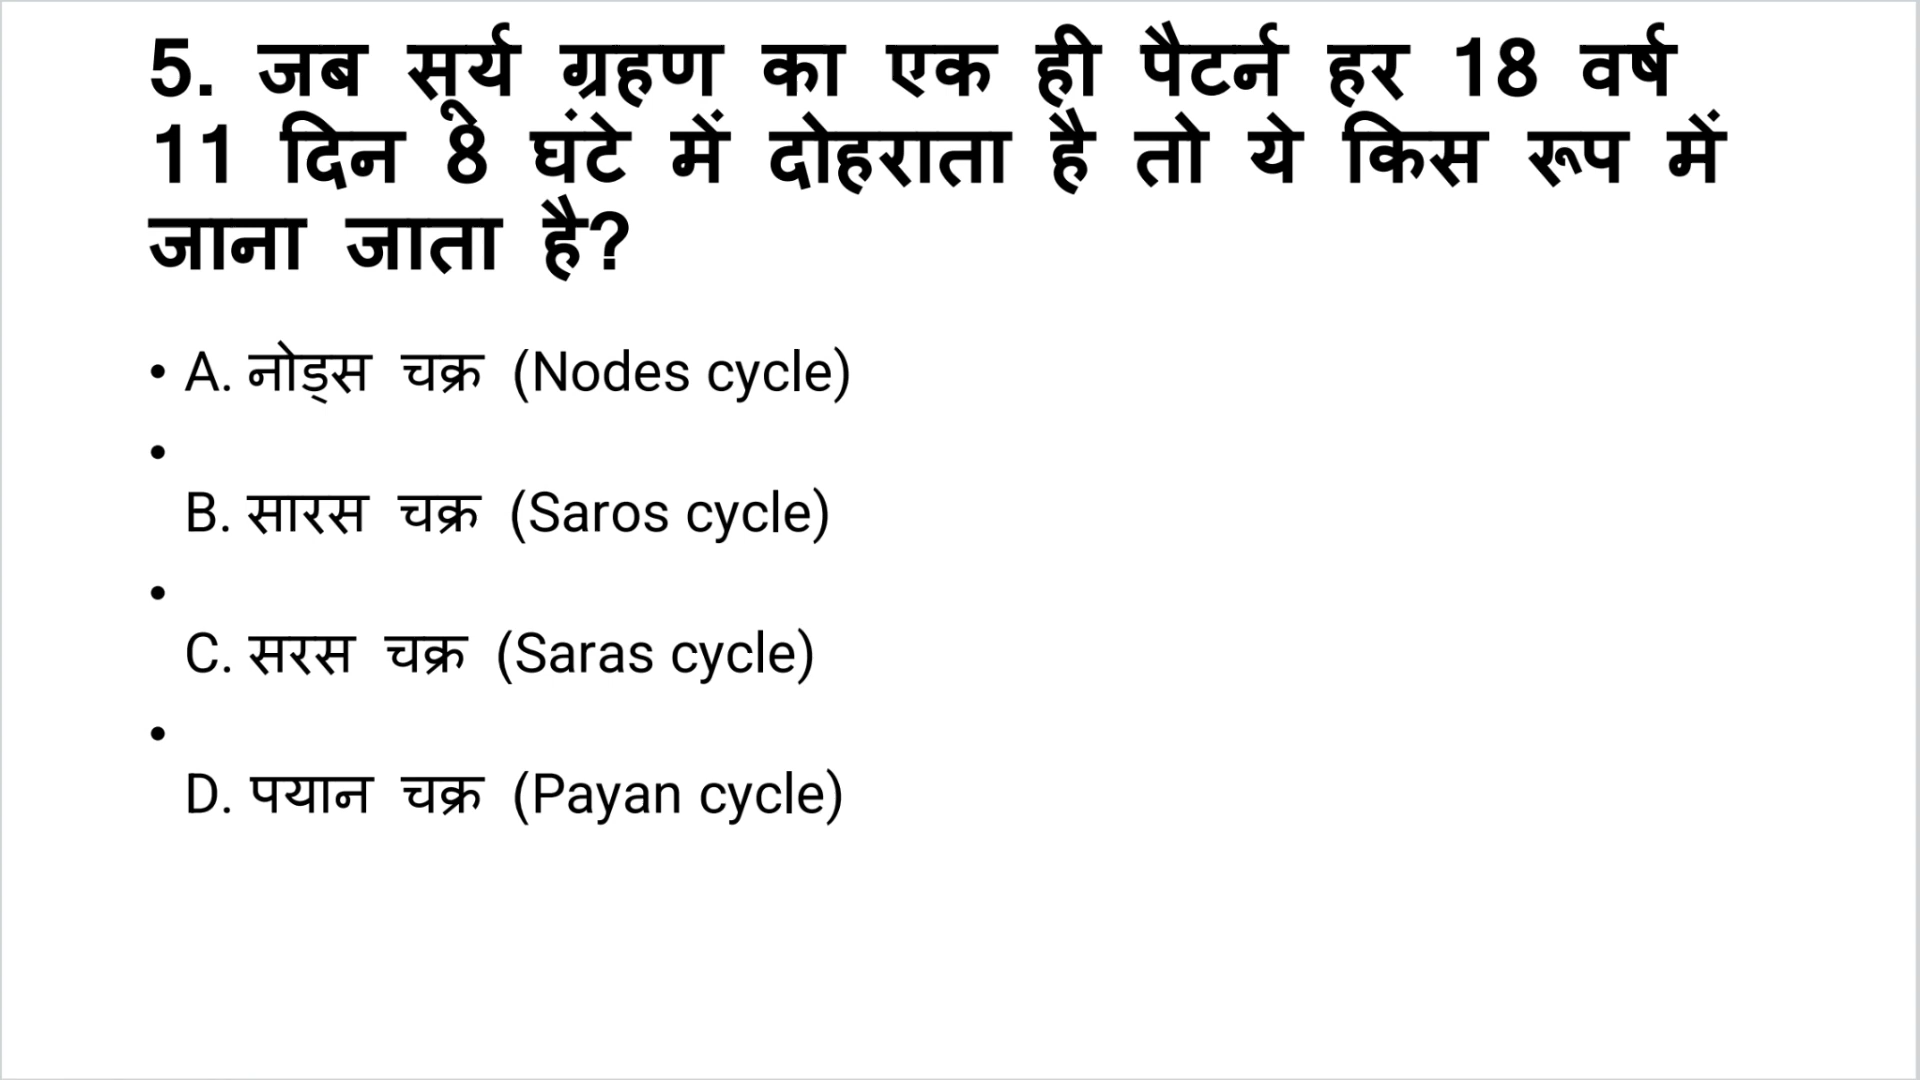 5. जब सूर्य ग्रहण का एक ही पैटर्न हर 18 वर्ष
11 दिन 8 घंटे में दोहराता है तो ये किस रूप में
जाना जाता है?
• A. नोड्स चक्र (Nodes cycle)
•
B. सारस चक्र (Saros cycle)
•
C. सरस चक्र (Saras cycle)
•
D. पयान चक्र (Payan cycle)